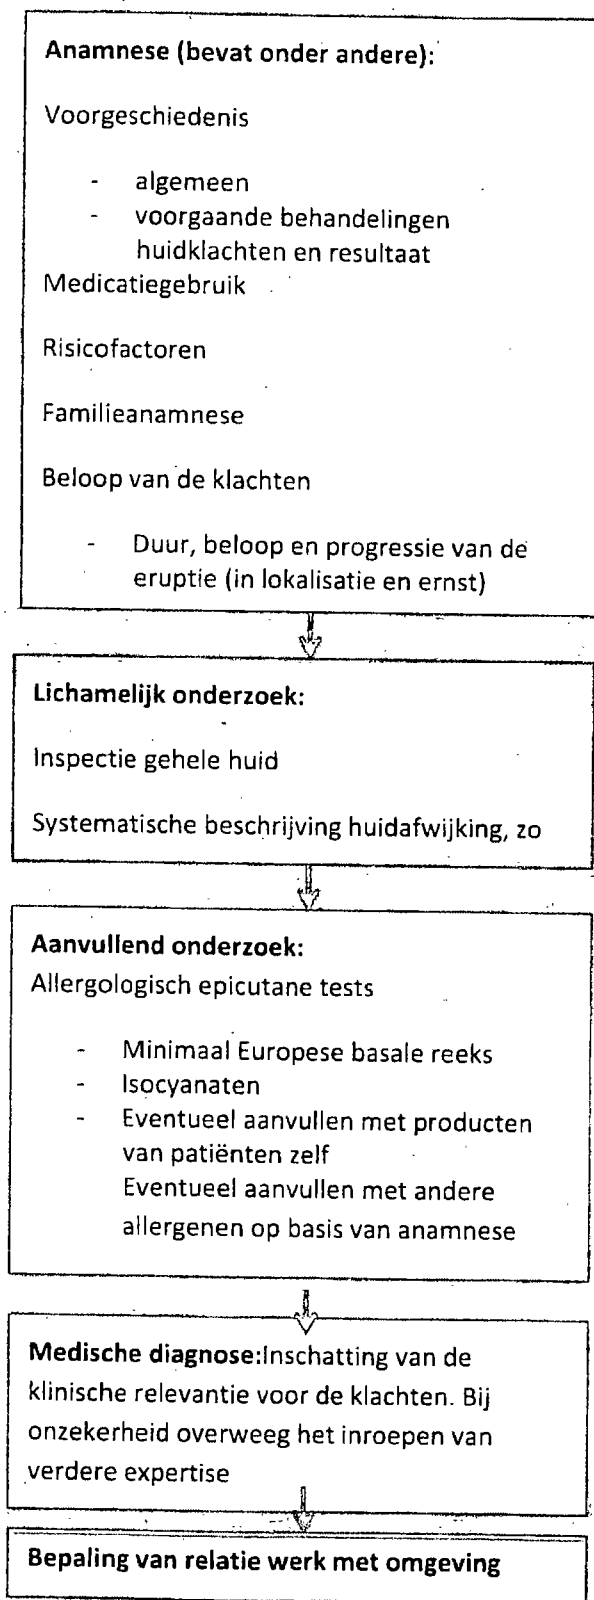 Anamnese (bevat onder andere):
Voorgeschiedenis
- algemeen
- voorgaande behandelingen
huidklachten en resultaat
Medicatiegebruik
Risicofactoren
Familieanamnese
Beloop van de klachten
- Duur, beloop en progressie van de
eruptie (in lokalisatie en ernst)
Lichamelijk onderzoek:
Inspectie gehele huid
Systematische beschrijving huidafwijking, zo
Aanvullend onderzoek:
Allergologisch epicutane tests
- Minimaal Europese basale reeks
- Isocyanaten
- Eventueel aanvullen met producten
van patiënten zelf
Eventueel aanvullen met andere
allergenen op basis van anamnese
Medische diagnose:Inschatting van de
klinische relevantie voor de klachten. Bij
onzekerheid overweeg het inroepen van
verdere expertise
Bepaling van relatie werk met omgeving